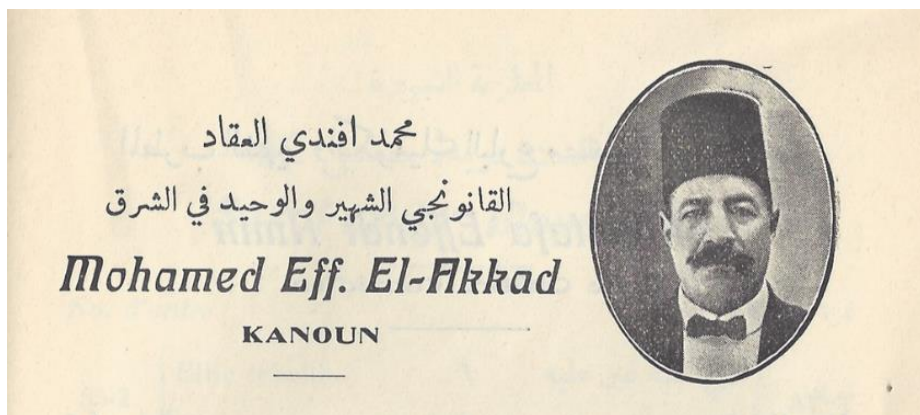 محمد افندي العقاد
القانونجي الشهير والوحيد في الشرق
Mohamed Eff. El-Akkad
KANOUN